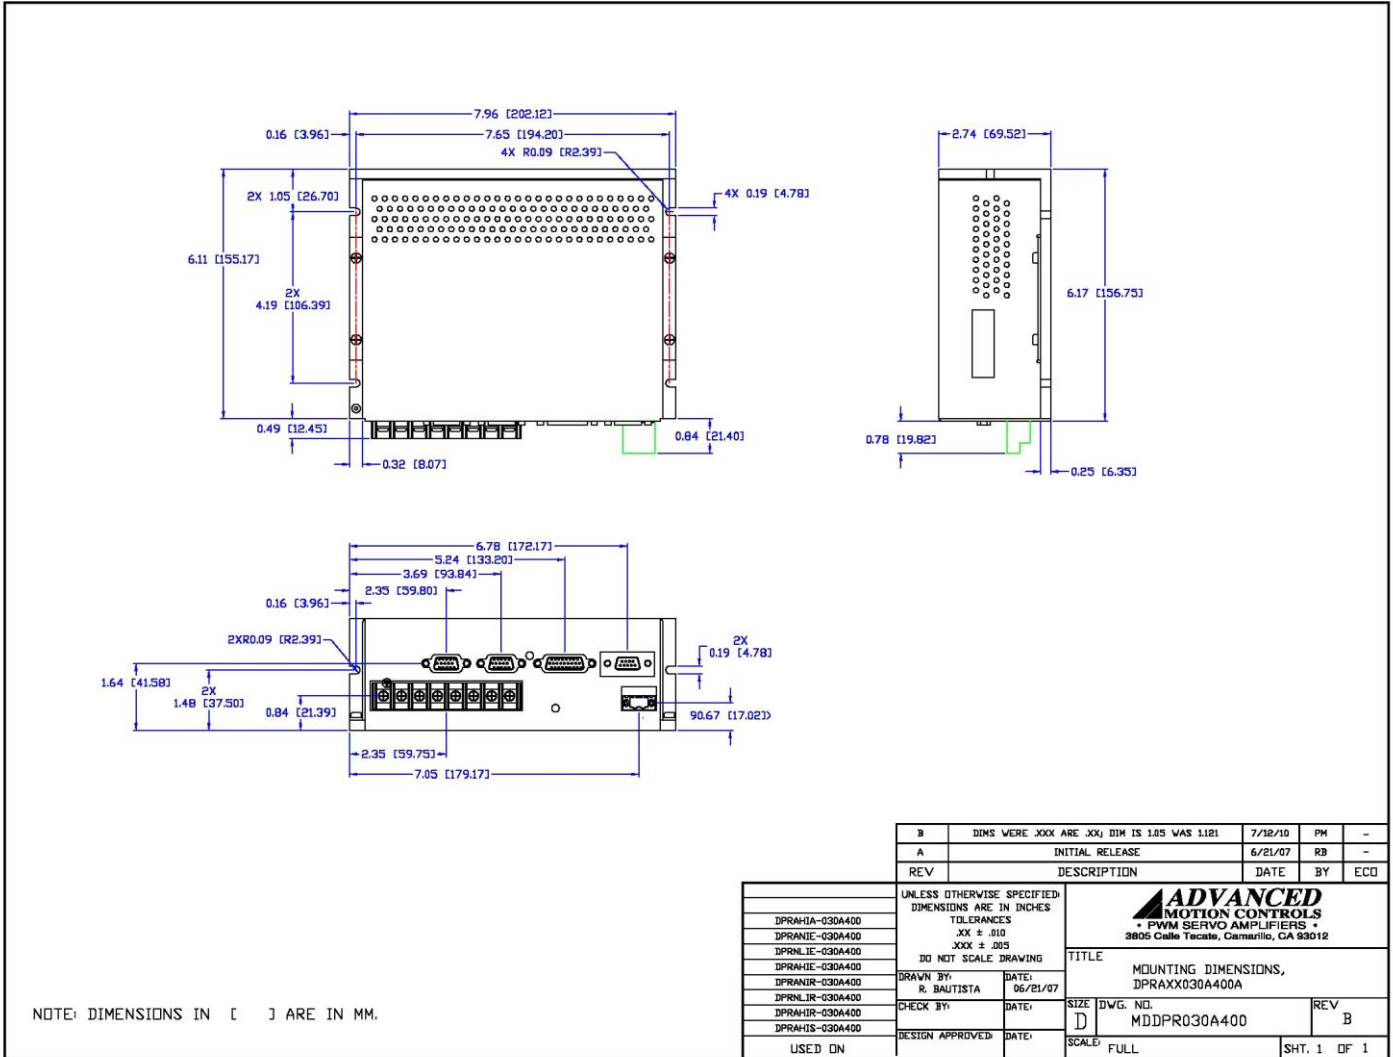 7.96 [202.12]
0.16 [3.96]
7.65 [194.20]
4X R0.09 [R2.39]
2X 1.05 [26.70]
4X 0.19 [4.78]
6.11 [155.17]
2X
4.19 [106.39]
0.49 [12.45]
0.84 [21.40]
0.32 [8.07]
2.74 [69.52]
6.17 [156.75]
0.78 [19.82]
0.25 [6.35]
6.78 [172.17]
5.24 [133.20]
3.69 [93.84]
2.35 [59.80]
0.16 [3.96]
2XR0.09 [R2.39]
2X
0.19 [4.78]
1.64 [41.58]
2X
1.48 [37.50]
0.84 [21.39]
90.67 [17.02])
2.35 [59.75]
7.05 [179.17]
B DIMS WERE .XXX ARE .XX; DIM IS 1.05 WAS 1.121 7/12/10 PM -
A INITIAL RELEASE 6/21/07 RB -
REV DESCRIPTION DATE BY ECO
DPRAHIA-030A400
DPRANIE-030A400
DPRNLIE-030A400
DPRAHIE-030A400
DPRANIR-030A400
DPRNLIR-030A400
DPRAHIR-030A400
DPRAHIS-030A400
USED ON
UNLESS OTHERWISE SPECIFIED:
DIMENSIONS ARE IN INCHES
TOLERANCES
.XX ± .010
.XXX ± .005
DO NOT SCALE DRAWING
DRAWN BY: DATE:
R. BAUTISTA 06/21/07
CHECK BY: DATE:
DESIGN APPROVED: DATE:
ADVANCED
MOTION CONTROLS
• PWM SERVO AMPLIFIERS •
3805 Calle Tecate, Camarillo, CA 93012
TITLE
MOUNTING DIMENSIONS,
DPRAXX030A400A
SIZE DWG. NO. REV
D MDDPR030A400 B
SCALE: FULL SHT. 1 OF 1
NOTE: DIMENSIONS IN [ ] ARE IN MM.